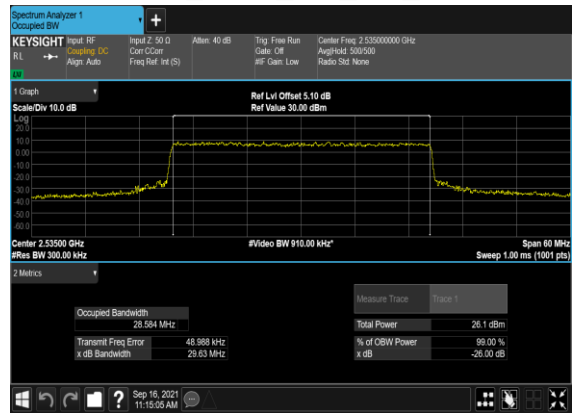 Spectrum Analyzer 1
Occupied BW
+
KEYSIGHT Input: RF Input Z: 50 Ω Atten: 40 dB Trig: Free Run Center Freq: 2.535000000 GHz
R L Coupling: DC Corr CCorr Gate: Off Avg|Hold: 500/500
Align: Auto Freq Ref: Int (S) #IF Gain: Low Radio Std: None
1 Graph
Ref Lvl Offset 5.10 dB
Scale/Div 10.0 dB Ref Value 30.00 dBm
Log
20.0
10.0
0.00
-10.0
-20.0
-30.0
-40.0
-50.0
-60.0
Center 2.53500 GHz #Video BW 910.00 kHz* Span 60 MHz
#Res BW 300.00 kHz Sweep 1.00 ms (1001 pts)
2 Metrics
Measure Trace Trace 1
Occupied Bandwidth
28.584 MHz Total Power 26.1 dBm
Transmit Freq Error 48.988 kHz % of OBW Power 99.00 %
x dB Bandwidth 29.63 MHz x dB -26.00 dB
? Sep 16, 2021
11:15:05 AM